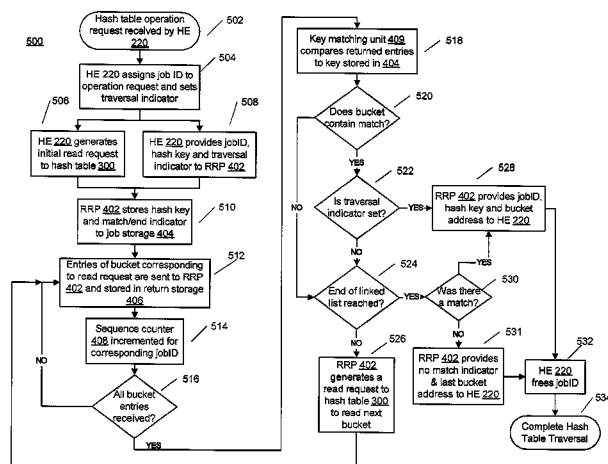 500
Hash table operation
request received by HE
220
502
504
HE 220 assigns job ID to
operation request and sets
traversal indicator
506
508
HE 220 generates
initial read request
to hash table 300
HE 220 provides jobID,
hash key and traversal
indicator to RRP 402
RRP 402 stores hash key
and match/end indicator
to job storage 404
510
512
Entries of bucket corresponding
to read request are sent to RRP
402 and stored in return storage
406
Sequence counter
408 incremented for
corresponding jobID
514
NO
All bucket
entries
received?
516
YES
Key matching unit 409
compares returned entries
to key stored in 404
518
Does bucket
contain match?
520
YES
NO
522
Is traversal
indicator set?
YES
NO
528
RRP 402 provides jobID,
hash key and bucket
address to HE 220
524
End of linked
list reached?
YES
YES
530
Was there
a match?
NO
NO
526
RRP 402
generates a
read request to
hash table 300
to read next
bucket
531
RRP 402 provides
no match indicator
& last bucket
address to HE 220
532
HE 220
frees jobID
534
Complete Hash
Table Traversal